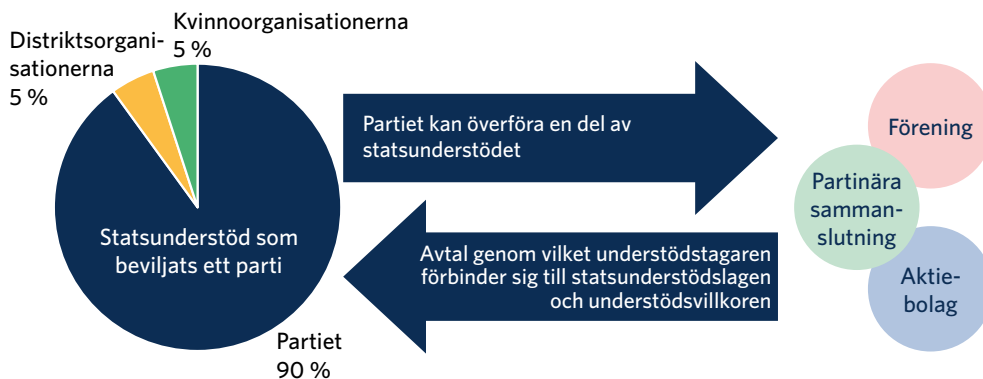 Kvinnoorganisationerna
5 %
Distriktsorgani-
sationerna
5 %
Statsunderstöd som
beviljats ett parti
Partiet
90 %
Partiet kan överföra en del av
statsunderstödet
Avtal genom vilket understödstagaren
förbinder sig till statsunderstödslagen
och understödsvillkoren
Förening
Partinära
samman-
slutning
Aktie-
bolag